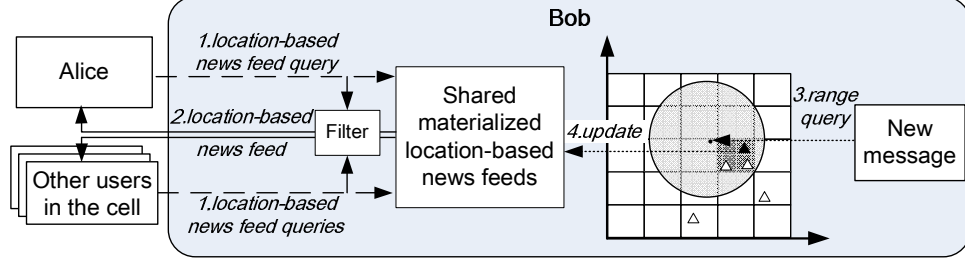 Bob
Alice
1.location-based
news feed query
2.location-based
news feed
Filter
Other users
in the cell
1.location-based
news feed queries
Shared
materialized
location-based
news feeds
4.update
3.range
query
New
message